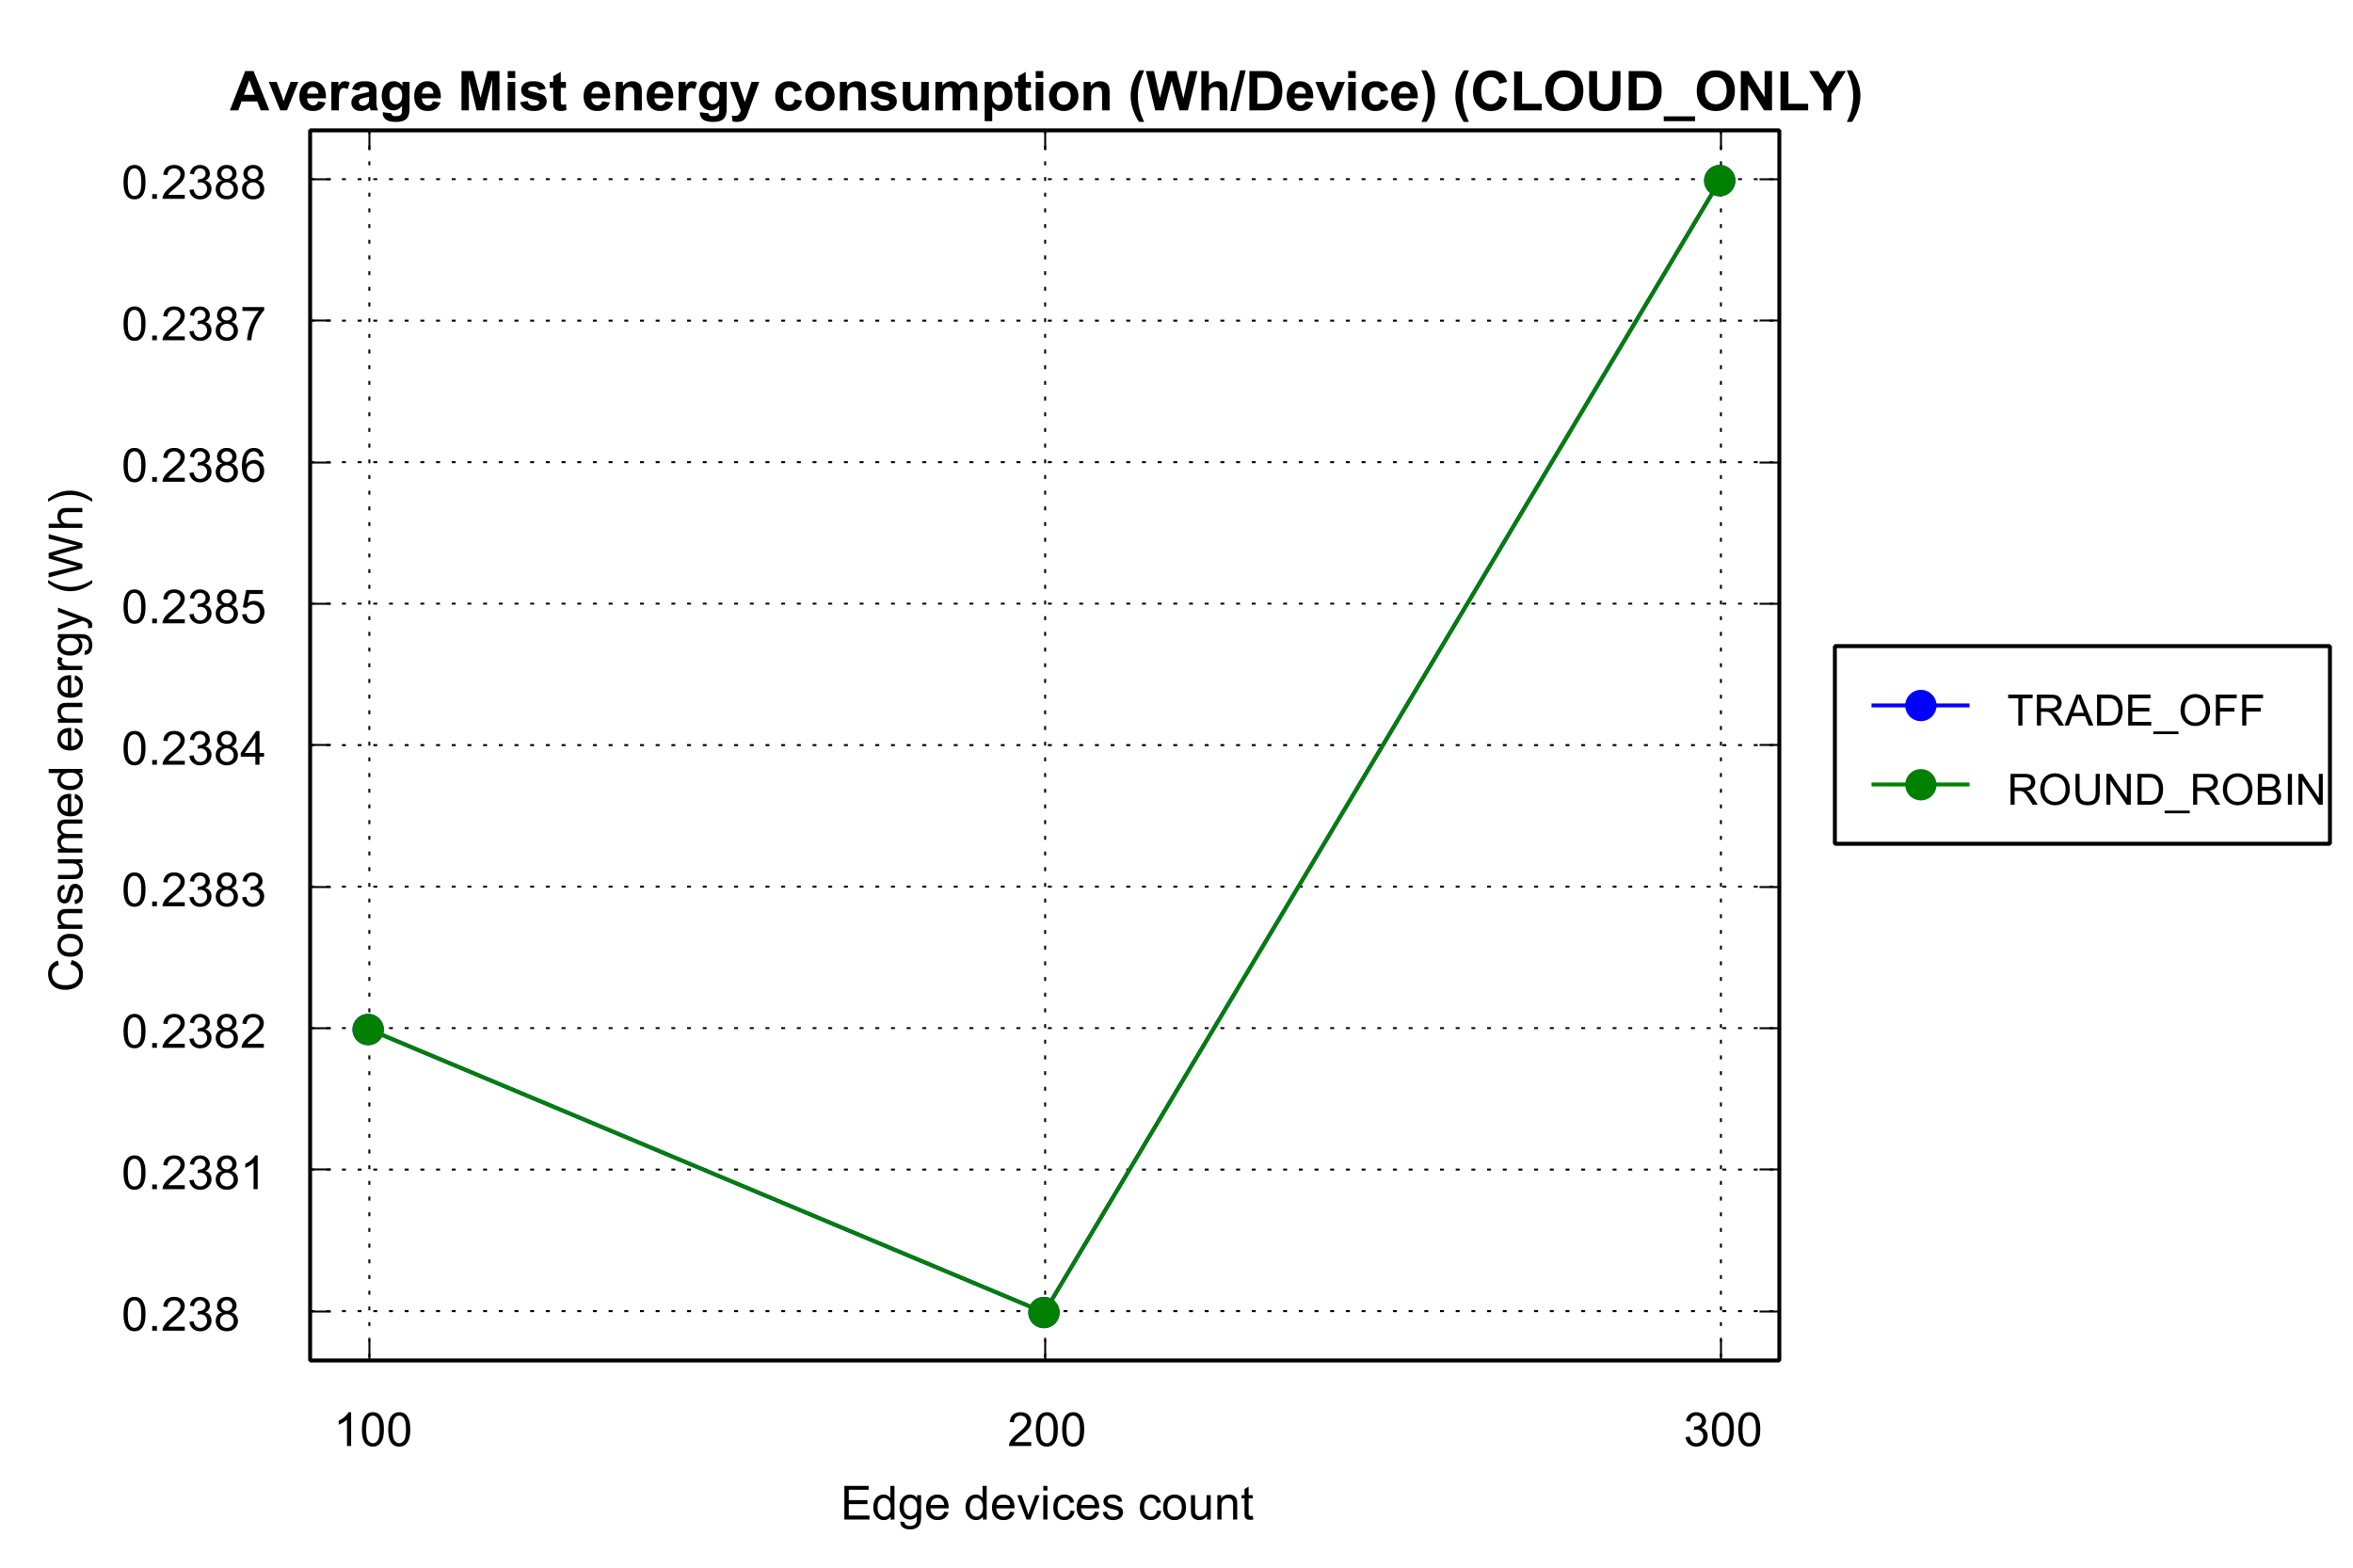 Average Mist energy consumption (Wh/Device) (CLOUD_ONLY)
0.2388
0.2387
0.2386
0.2385
0.2384
0.2383
0.2382
0.2381
0.238
Consumed energy (Wh)
100
200
300
Edge devices count
TRADE_OFF
ROUND_ROBIN